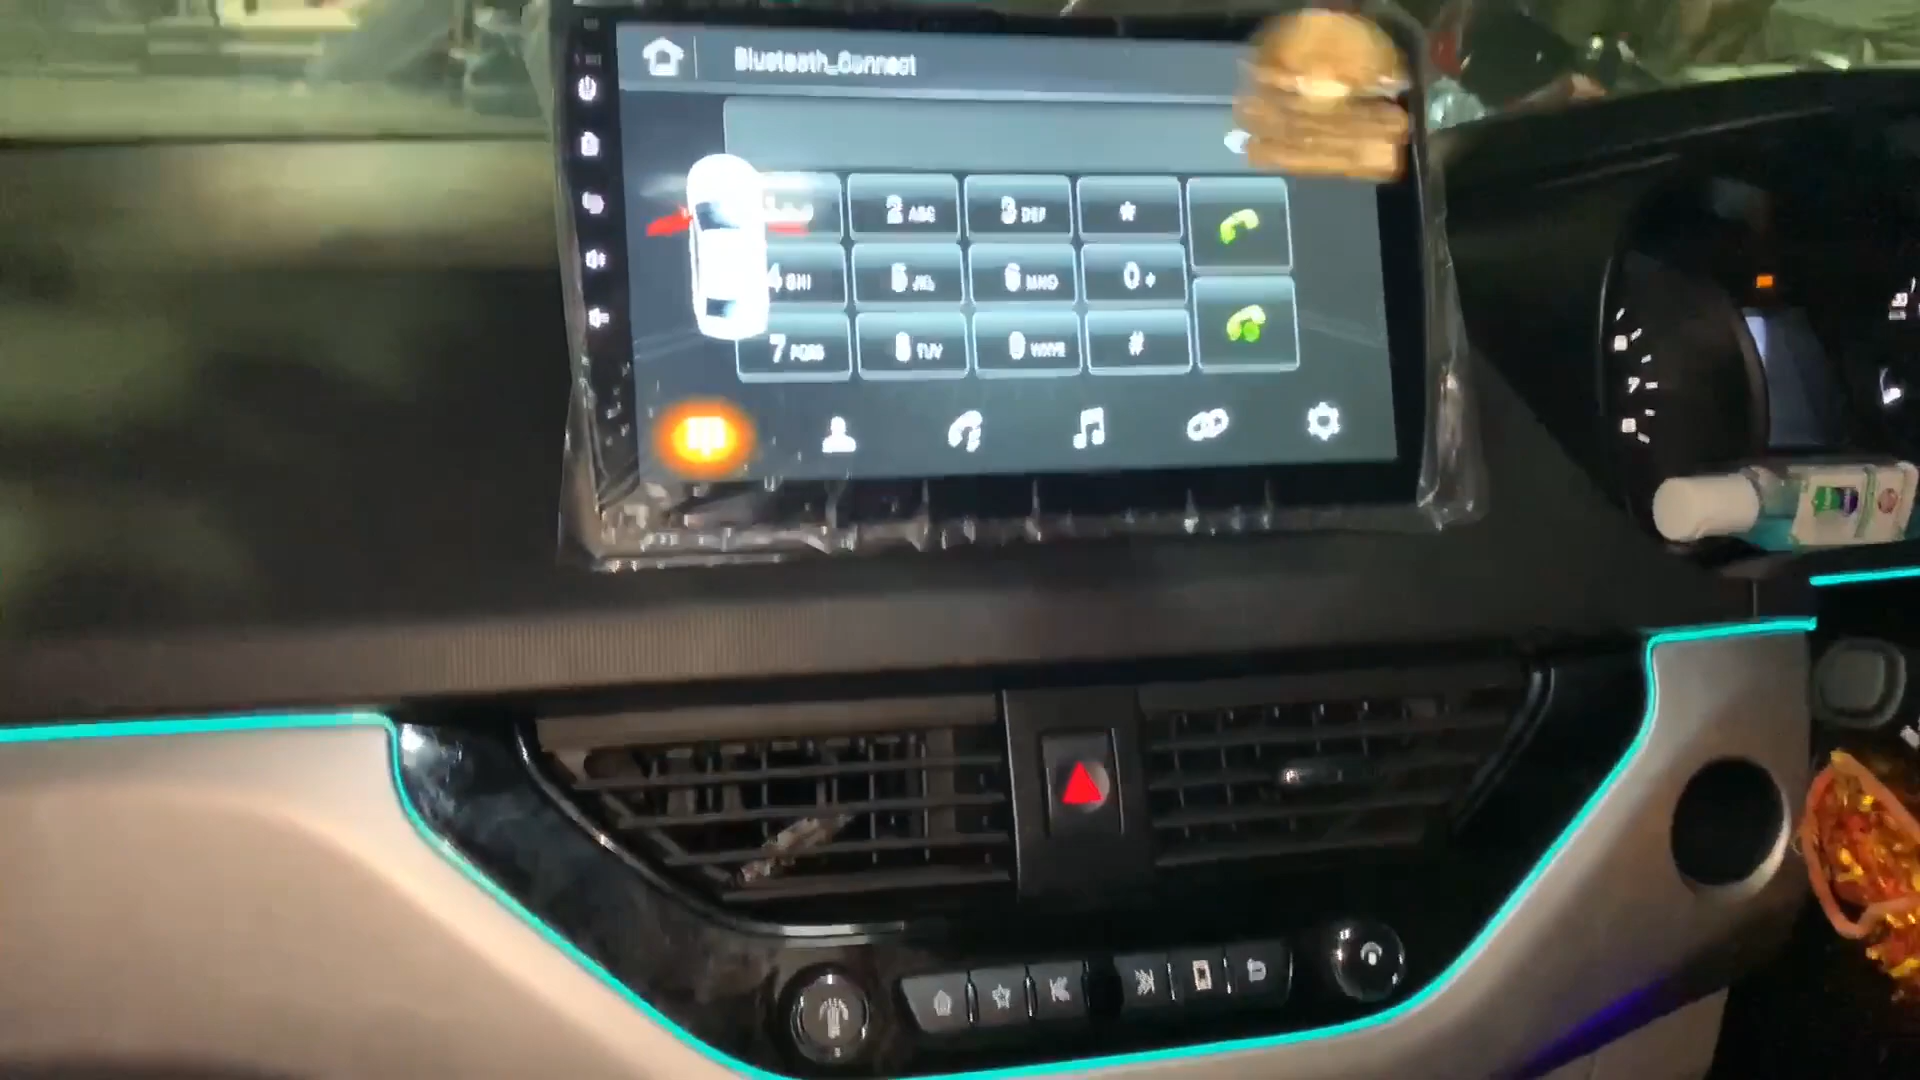 Bluetooth_Connect
2 ABC 3 DEF *
4 GHI 5 JKL 6 MNO 0 +
7 PQRS 8 TUV 9 WXYZ #